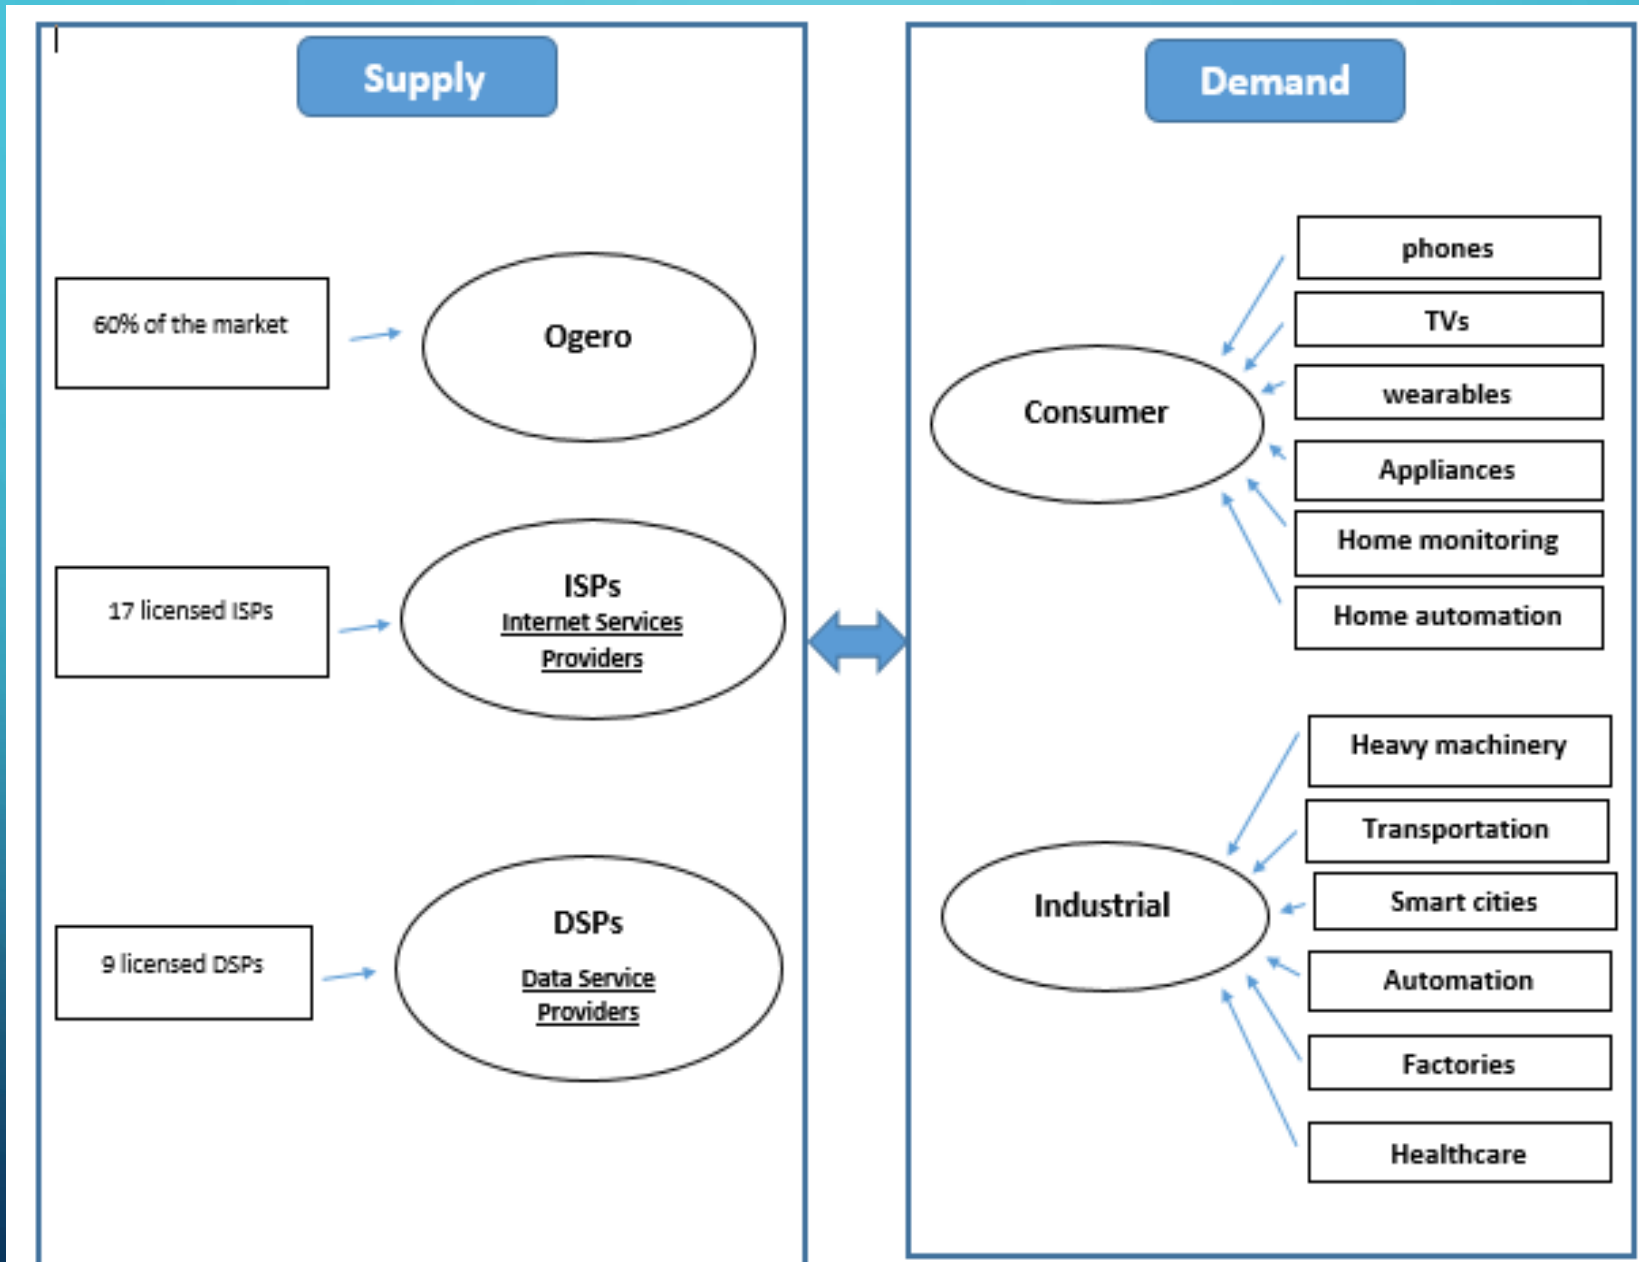 Supply
60% of the market
Ogero
17 licensed ISPs
ISPs
Internet Services
Providers
9 licensed DSPs
DSPs
Data Service
Providers
Demand
Consumer
phones
TVs
wearables
Appliances
Home monitoring
Home automation
Industrial
Heavy machinery
Transportation
Smart cities
Automation
Factories
Healthcare